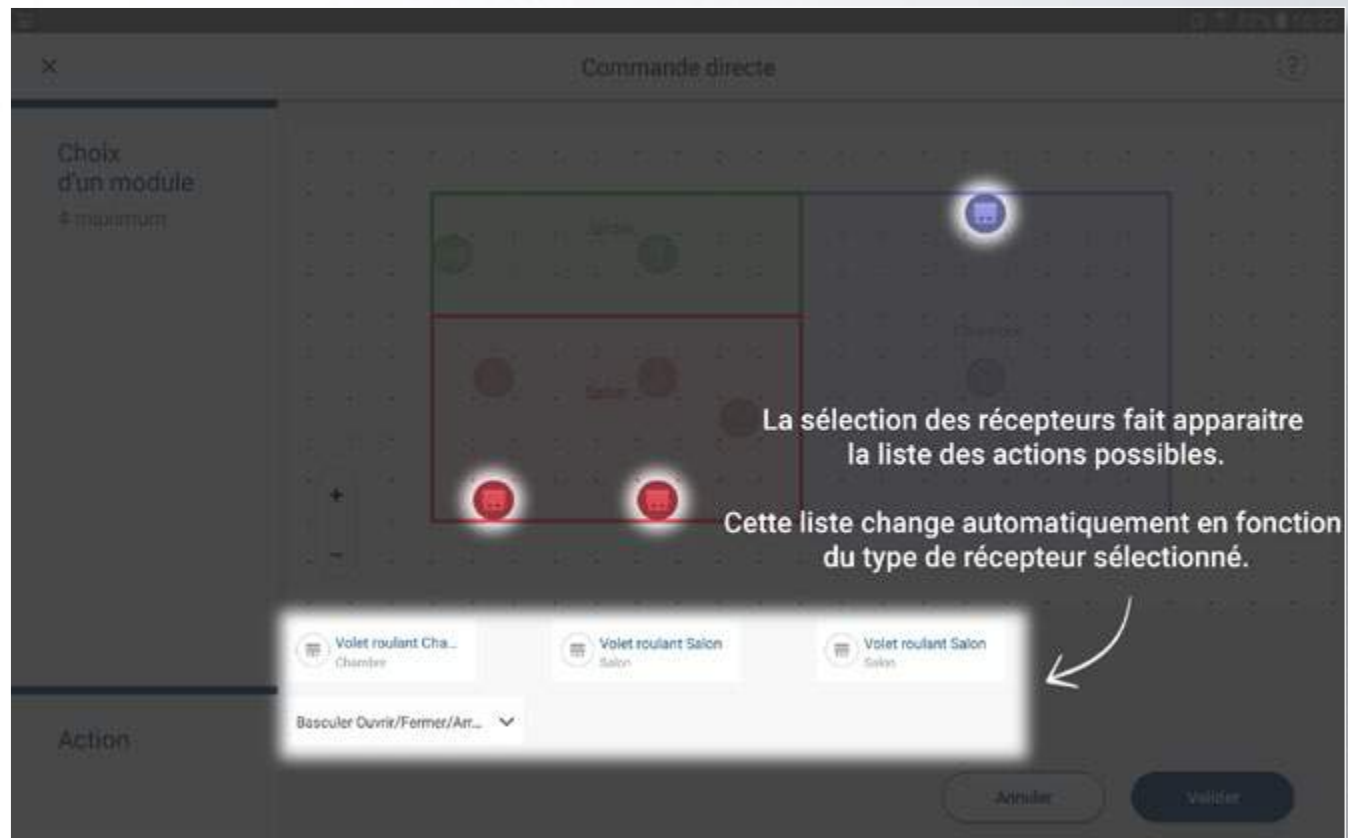 Commande directe
Choix
d'un module
maximum
Salon
Chambre
La sélection des récepteurs fait apparaitre
la liste des actions possibles.
Cette liste change automatiquement en fonction
du type de récepteur sélectionné.
+
−
Volet roulant Cha...
Chambre
Volet roulant Salon
Salon
Volet roulant Salon
Salon
Basculer Ouvrir/Fermer/Arr...
Action
Annuler
Valider